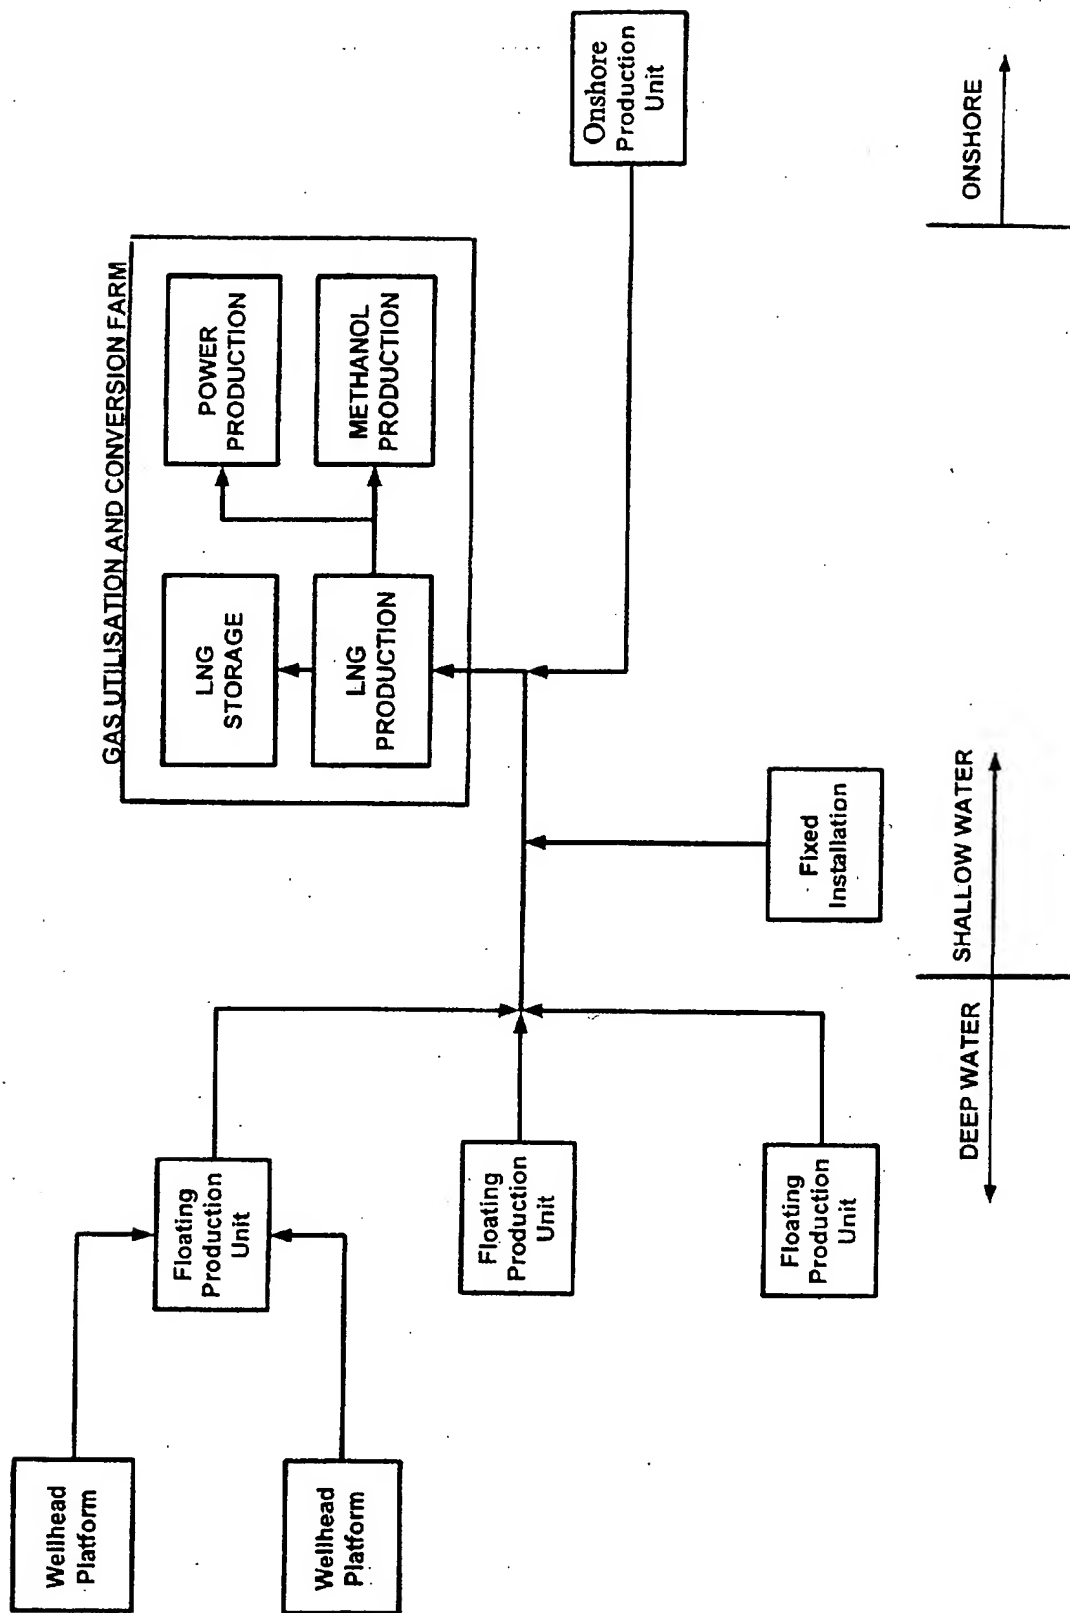 GAS UTILISATION AND CONVERSION FARM
LNG
STORAGE
POWER
PRODUCTION
LNG
PRODUCTION
METHANOL
PRODUCTION
Wellhead
Platform
Wellhead
Platform
Floating
Production
Unit
Floating
Production
Unit
Floating
Production
Unit
Fixed
Installation
Onshore
Production
Unit
DEEP WATER
SHALLOW WATER
ONSHORE